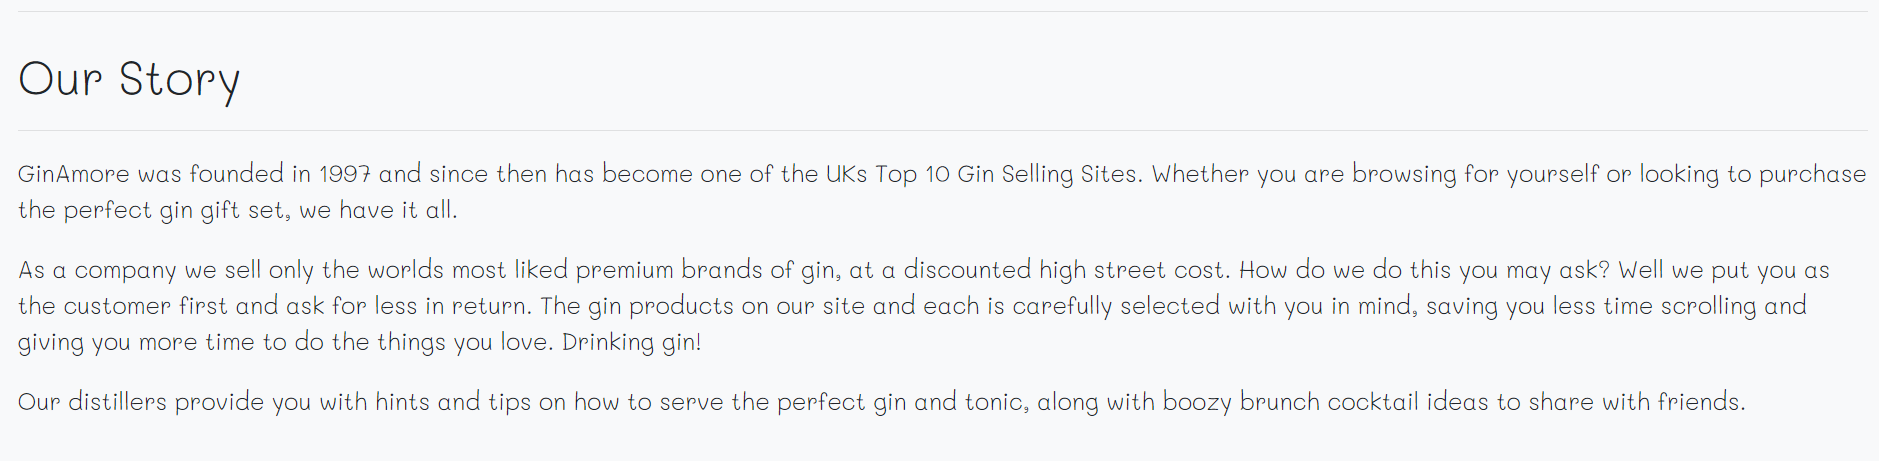 Our Story
GinAmore was founded in 1997 and since then has become one of the UKs Top 10 Gin Selling Sites. Whether you are browsing for yourself or looking to purchase
the perfect gin gift set, we have it all.
As a company we sell only the worlds most liked premium brands of gin, at a discounted high street cost. How do we do this you may ask? Well we put you as
the customer first and ask for less in return. The gin products on our site and each is carefully selected with you in mind, saving you less time scrolling and
giving you more time to do the things you love. Drinking gin!
Our distillers provide you with hints and tips on how to serve the perfect gin and tonic, along with boozy brunch cocktail ideas to share with friends.